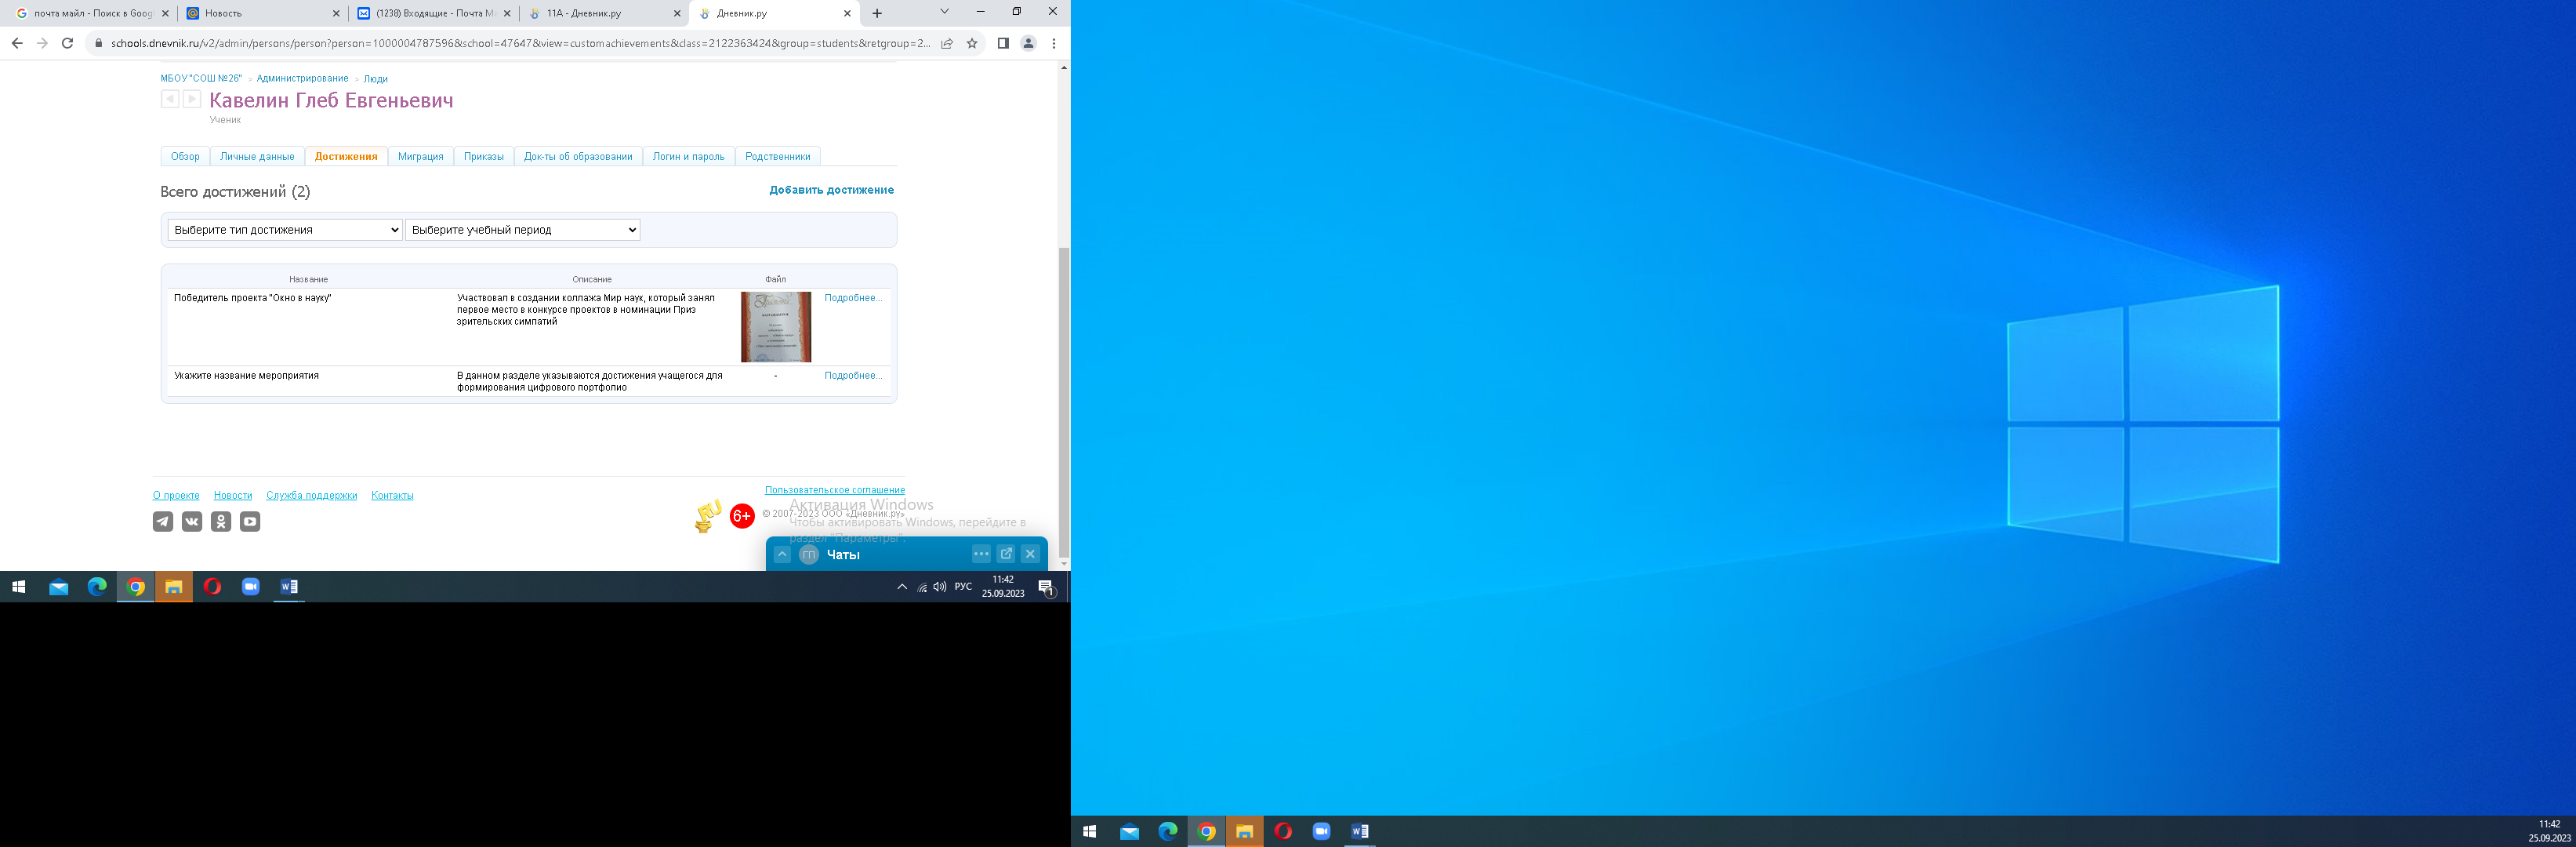 почта майл - Поиск в Goog
Новость
(1238) Входящие - Почта Ma
11А - Дневник.ру
Дневник.ру
schools.dnevnik.ru/v2/admin/persons/person?person=1000004787596&school=47647&view=customachievements&class=2122363424&group=students&retgroup=2...
МБОУ "СОШ №26" » Администрирование » Люди
Кавелин Глеб Евгеньевич
Ученик
Обзор Личные данные Достижения Миграция Приказы Док-ты об образовании Логин и пароль Родственники
Всего достижений (2)
Добавить достижение
Выберите тип достижения Выберите учебный период
Название Описание Файл
Победитель проекта "Окно в науку"
Участвовал в создании коллажа Мир наук, который занял
первое место в конкурсе проектов в номинации Приз
зрительских симпатий
Подробнее...
Укажите название мероприятия
В данном разделе указываются достижения учащегося для
формирования цифрового портфолио
-
Подробнее...
О проекте Новости Служба поддержки Контакты
Пользовательское соглашение
6+
© 2007-2023 ООО «Дневник.ру»
Активация Windows
Чтобы активировать Windows, перейдите в
раздел "Параметры".
ГП Чаты
РУС
11:42
25.09.2023
1
11:42
25.09.2023